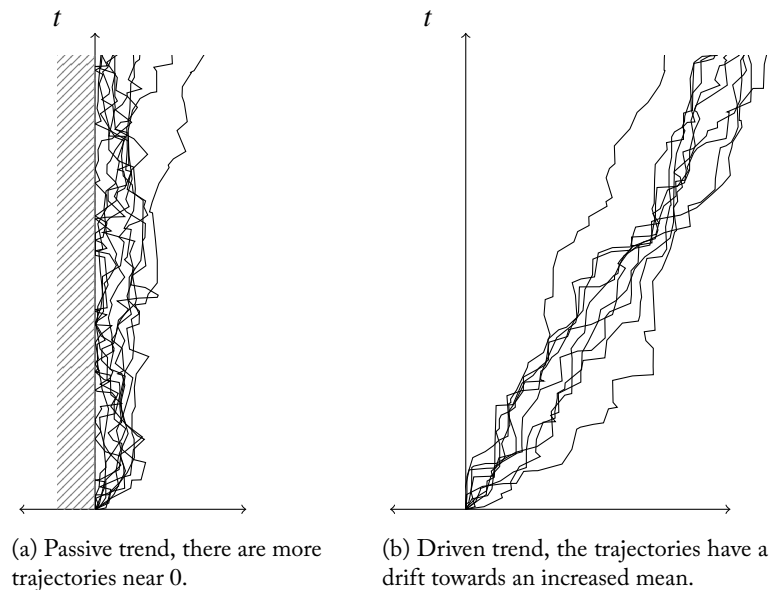 t
t
(a) Passive trend, there are more
trajectories near 0.
(b) Driven trend, the trajectories have a
drift towards an increased mean.